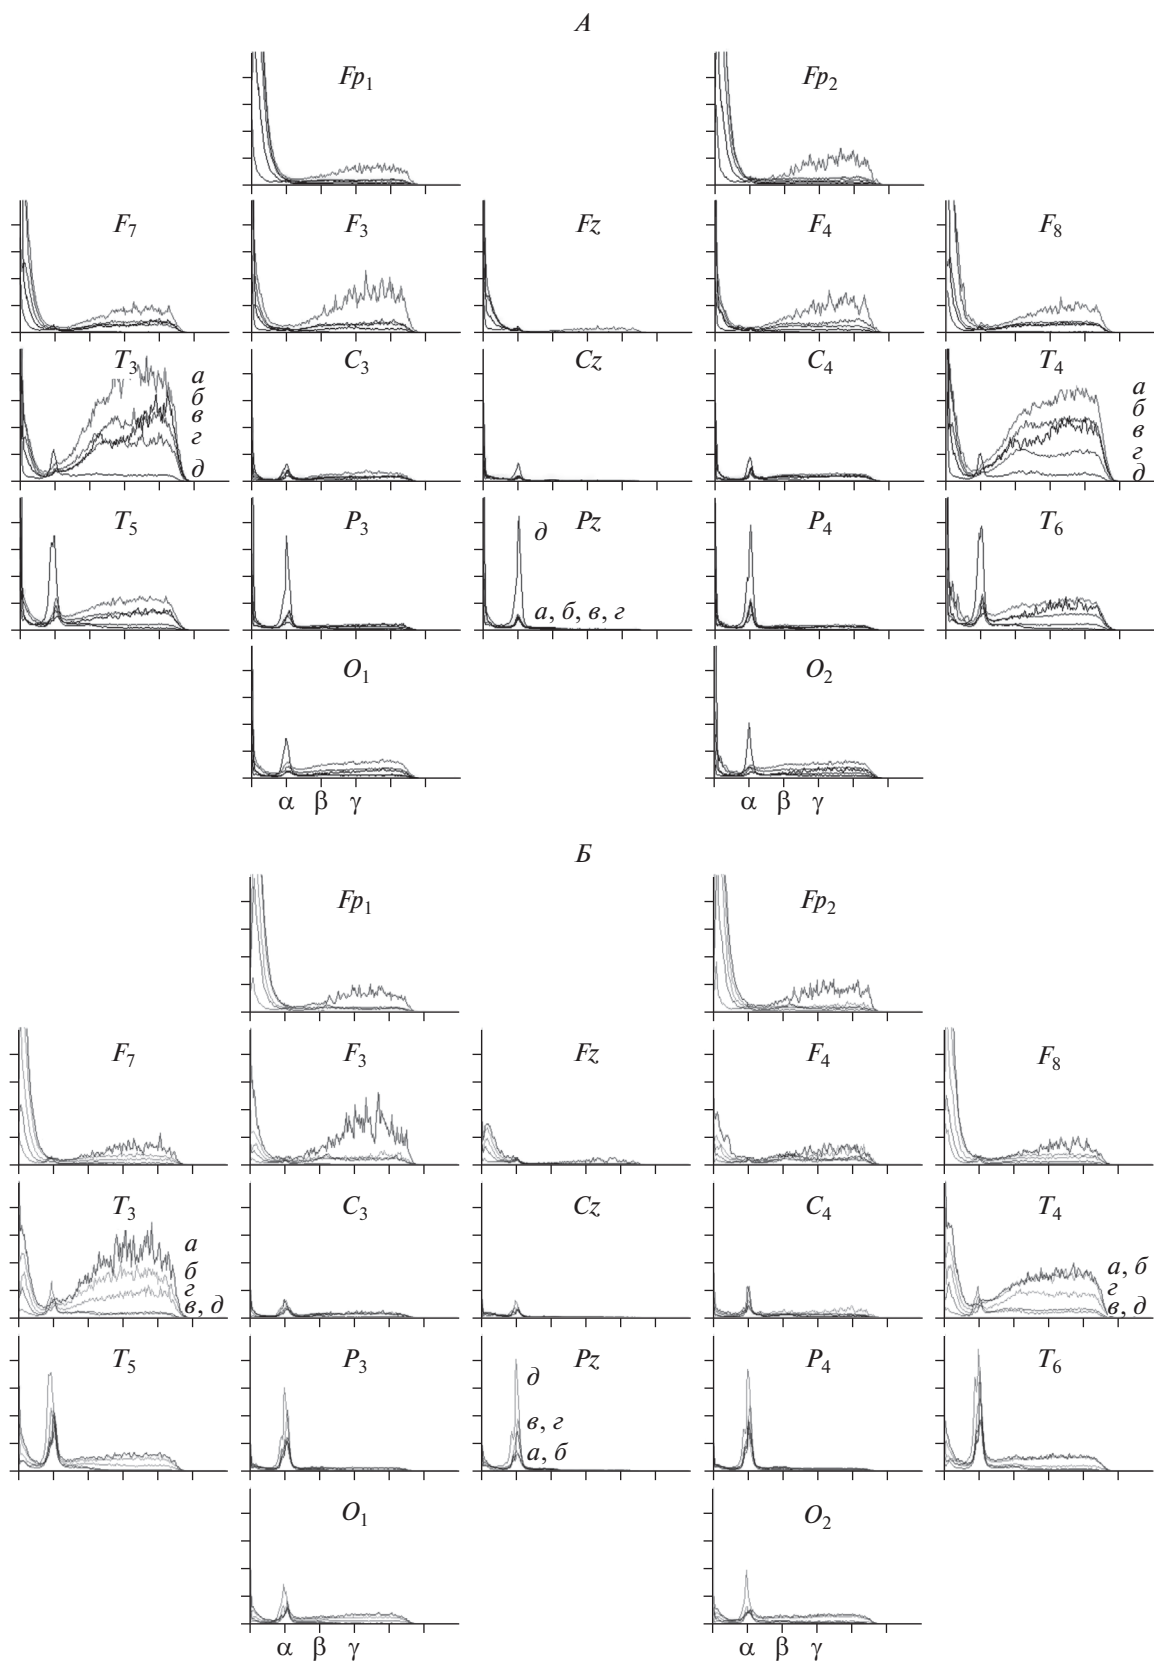 А
Fp₁ Fp₂
F₇ F₃ Fz F₄ F₈
T₃ C₃ Cz C₄ T₄
а
б
в
г
д
а
б
в
г
д
T₅ P₃ Pz P₄ T₆
д
а, б, в, г
O₁ O₂
α β γ α β γ
Б
Fp₁ Fp₂
F₇ F₃ Fz F₄ F₈
T₃ C₃ Cz C₄ T₄
а
б
г
в, д
а, б
г
в, д
T₅ P₃ Pz P₄ T₆
д
в, г
а, б
O₁ O₂
α β γ α β γ